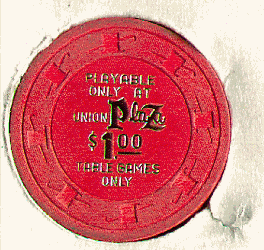 PLAYABLE
ONLY AT
UNION Plaza
$1.00
TABLE GAMES
ONLY